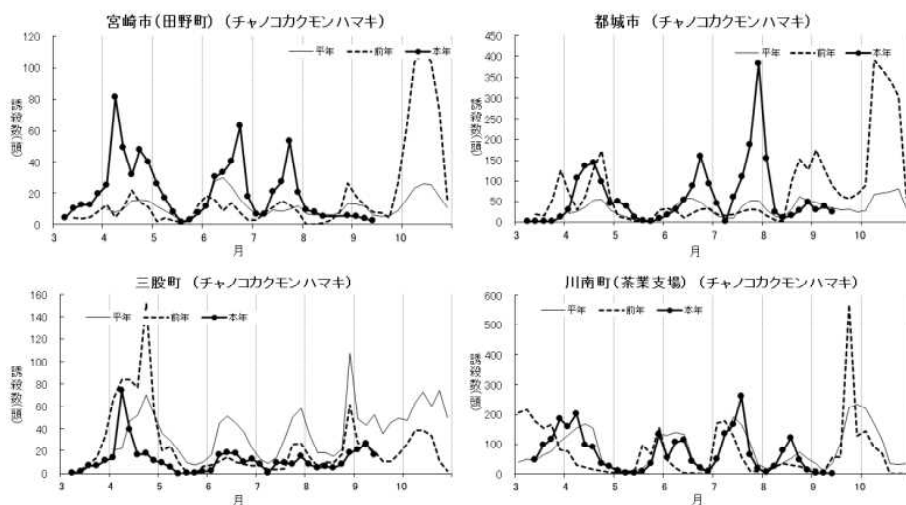 宮崎市(田野町) (チャノコカクモンハマキ)
誘殺数(頭)
120
100
80
60
40
20
0
平年 前年 本年
3 4 5 6 7 8 9 10
月
都城市 (チャノコカクモンハマキ)
誘殺数(頭)
450
400
350
300
250
200
150
100
50
0
平年 前年 本年
3 4 5 6 7 8 9 10
月
三股町 (チャノコカクモンハマキ)
誘殺数(頭)
160
140
120
100
80
60
40
20
0
平年 前年 本年
3 4 5 6 7 8 9 10
月
川南町(茶業支場) (チャノコカクモンハマキ)
誘殺数(頭)
600
500
400
300
200
100
0
平年 前年 本年
3 4 5 6 7 8 9 10
月